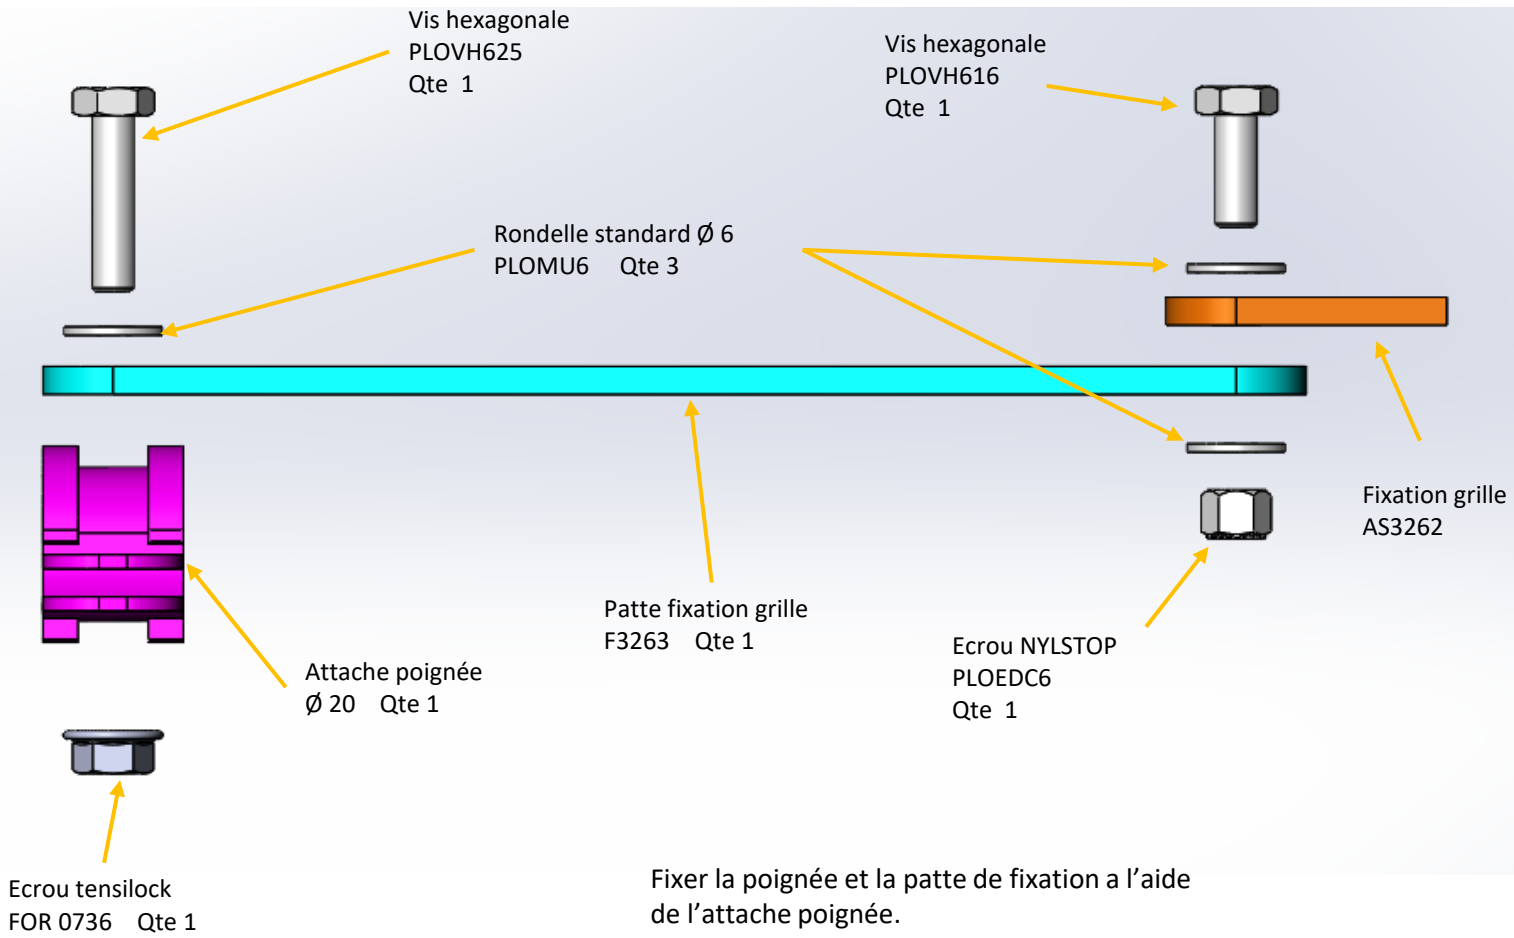 Vis hexagonale
PLOVH625
Qte 1
Vis hexagonale
PLOVH616
Qte 1
Rondelle standard Ø 6
PLOMU6 Qte 3
Fixation grille
AS3262
Patte fixation grille
F3263 Qte 1
Ecrou NYLSTOP
PLOEDC6
Qte 1
Attache poignée
Ø 20 Qte 1
Ecrou tensilock
FOR 0736 Qte 1
Fixer la poignée et la patte de fixation a l’aide
de l’attache poignée.